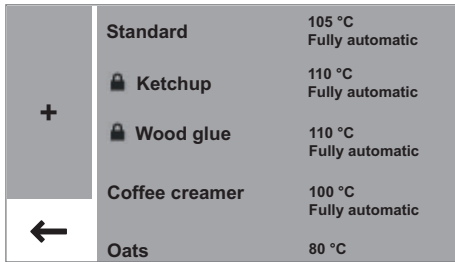 Standard
105 °C
Fully automatic
Ketchup
110 °C
Fully automatic
+
Wood glue
110 °C
Fully automatic
Coffee creamer
100 °C
Fully automatic
Oats
80 °C